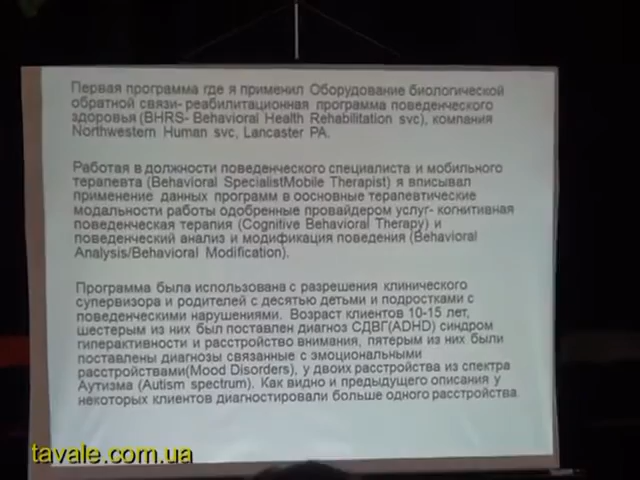 Первая программа где я применил Оборудование биологической
обратной связи- реабилитационная программа поведенческого
здоровья (BHRS- Behavioral Health Rehabilitation svc), компания
Northwestern Human svc, Lancaster PA.
Работая в должности поведенческого специалиста и мобильного
терапевта (Behavioral SpecialistMobile Therapist) я вписывал
применение данных программ в оосновные терапевтические
модальности работы одобренные провайдером услуг- когнитивная
поведенческая терапия (Cognitive Behavioral Therapy) и
поведенческий анализ и модификация поведения (Behavioral
Analysis/Behavioral Modification).
Программа была использована с разрешения клинического
супервизора и родителей с десятью детьми и подростками с
поведенческими нарушениями. Возраст клиентов 10-15 лет,
шестерым из них был поставлен диагноз СДВГ(ADHD) синдром
гиперактивности и расстройство внимания, пятерым из них были
поставлены диагнозы связанные с эмоциональными
расстройствами(Mood Disorders), у двоих расстройства из спектра
Аутизма (Autism spectrum). Как видно и предыдущего описания у
некоторых клиентов диагностировали больше одного расстройства.
tavale.com.ua